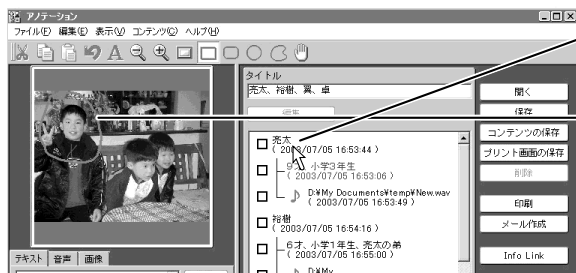 アノテーション
ファイル(F) 編集(E) 表示(V) コンテンツ(C) ヘルプ(H)
タイトル
亮太、裕樹、翼、卓
編集
亮太
( 2003/07/05 16:53:44 )
9才、小学3年生
( 2003/07/05 16:53:06 )
D:¥My Documents¥temp¥New.wav
( 2003/07/05 16:53:49 )
裕樹
( 2003/07/05 16:54:16 )
6才、小学1年生、亮太の弟
( 2003/07/05 16:55:00 )
D:¥My
開く
保存
コンテンツの保存
プリント画面の保存
削除
印刷
メール作成
Info Link
テキスト 音声 画像